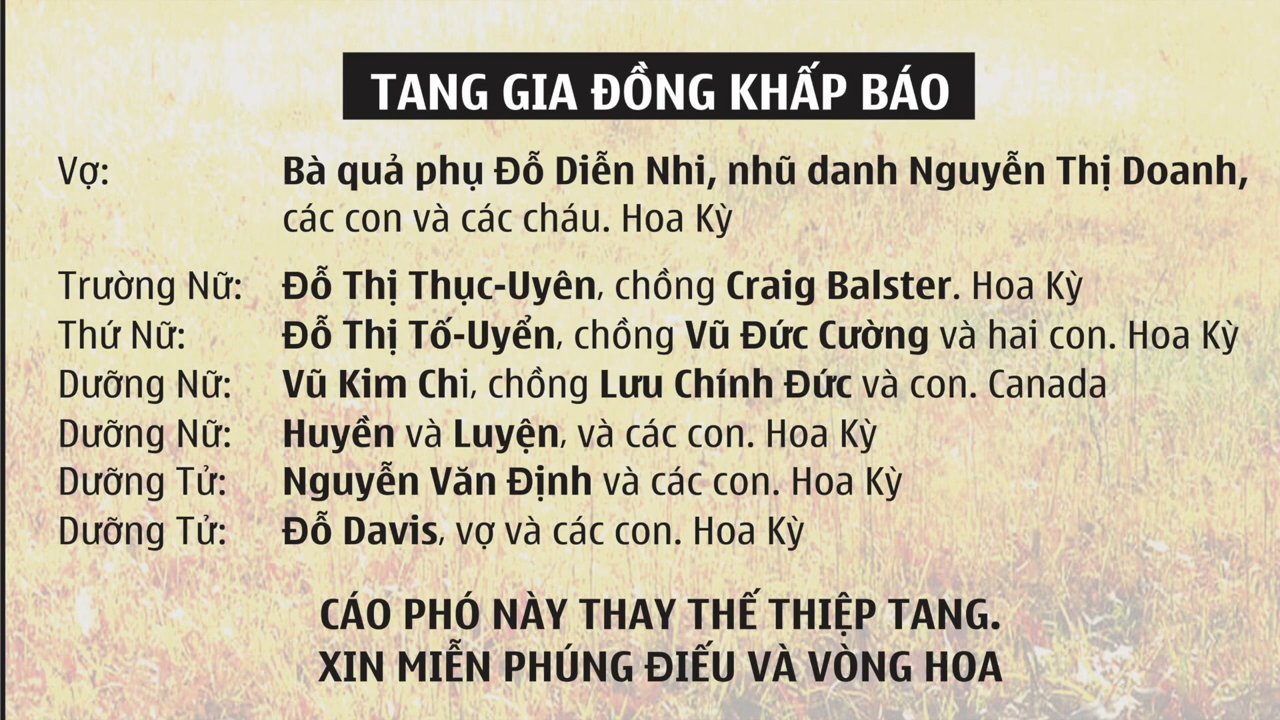 TANG GIA ĐỒNG KHẤP BÁO
Vợ: Bà quả phụ Đỗ Diễn Nhi, nhũ danh Nguyễn Thị Doanh,
các con và các cháu. Hoa Kỳ
Trường Nữ: Đỗ Thị Thục-Uyên, chồng Craig Balster. Hoa Kỳ
Thứ Nữ: Đỗ Thị Tố-Uyển, chồng Vũ Đức Cường và hai con. Hoa Kỳ
Dưỡng Nữ: Vũ Kim Chi, chồng Lưu Chính Đức và con. Canada
Dưỡng Nữ: Huyền và Luyện, và các con. Hoa Kỳ
Dưỡng Tử: Nguyễn Văn Định và các con. Hoa Kỳ
Dưỡng Tử: Đỗ Davis, vợ và các con. Hoa Kỳ
CÁO PHÓ NÀY THAY THẾ THIỆP TANG.
XIN MIỄN PHÚNG ĐIẾU VÀ VÒNG HOA